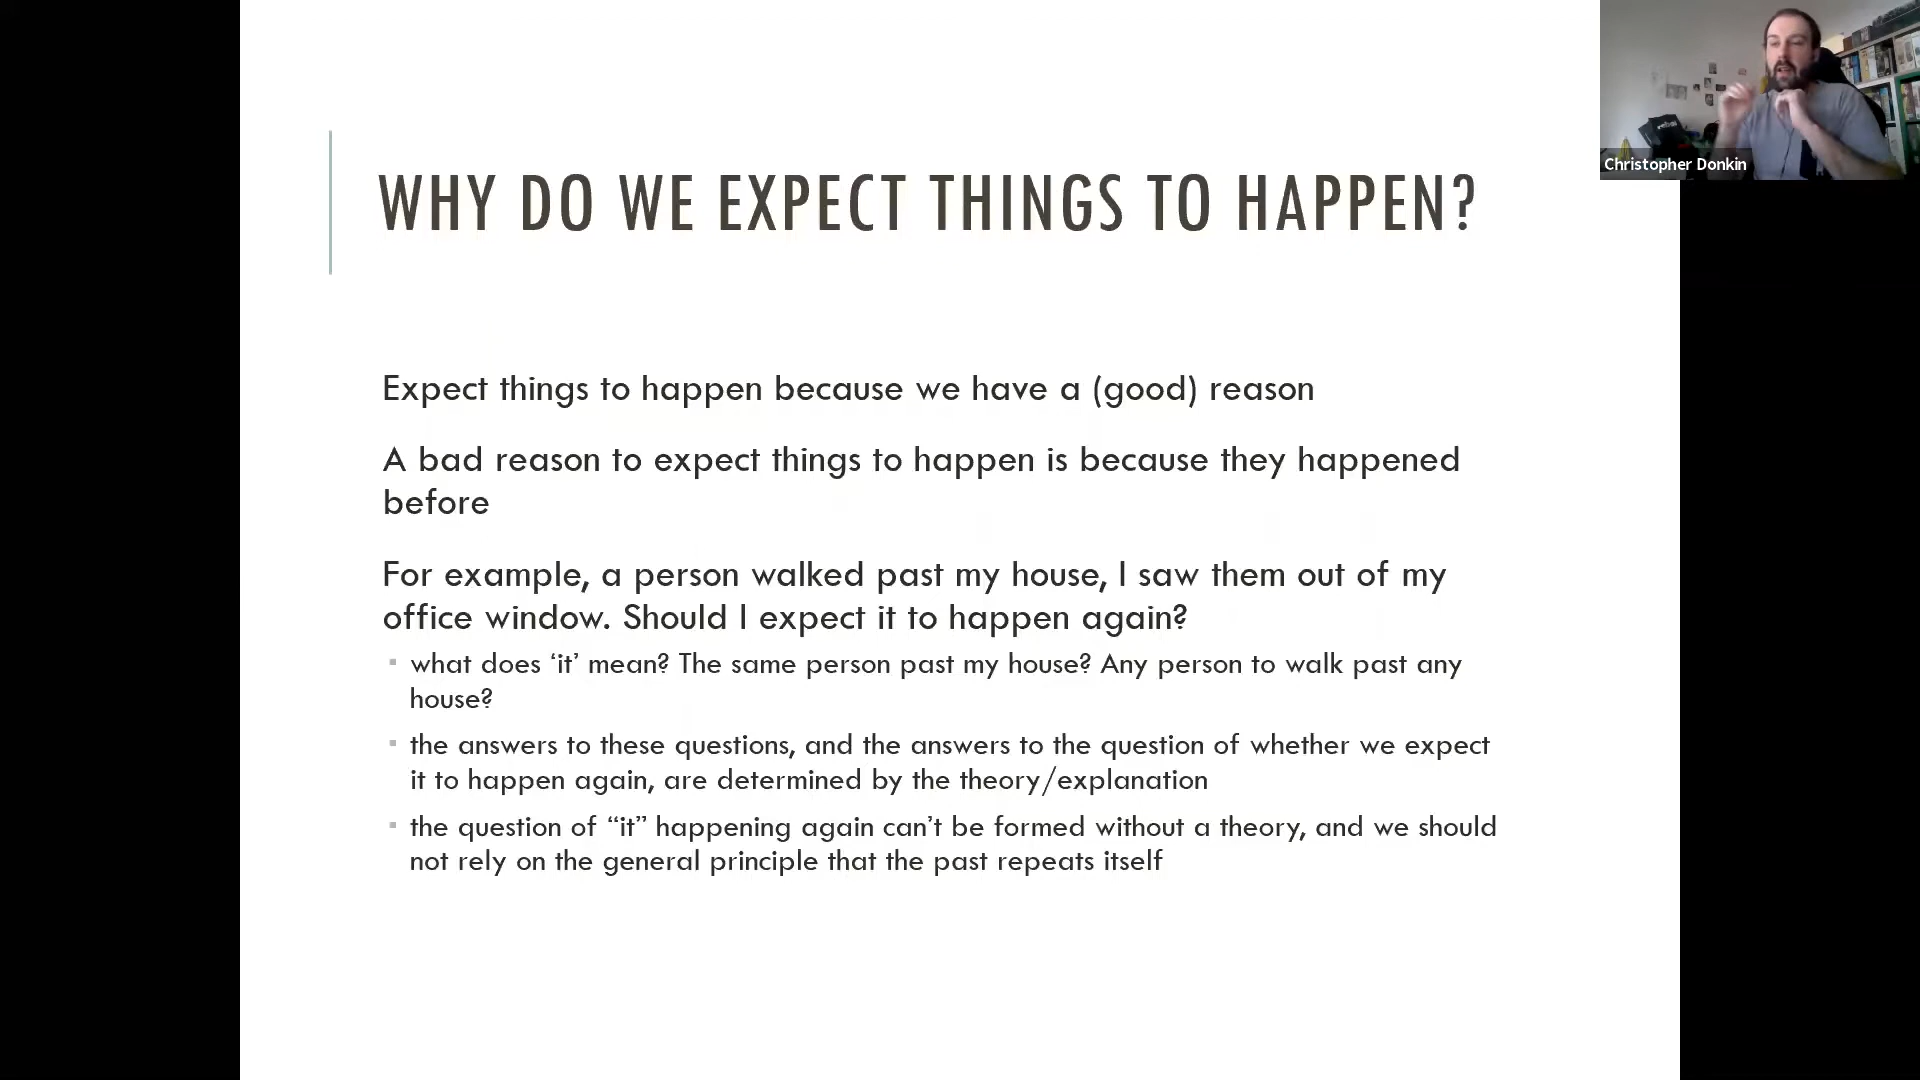 WHY DO WE EXPECT THINGS TO HAPPEN?
Christopher Donkin
Expect things to happen because we have a (good) reason
A bad reason to expect things to happen is because they happened
before
For example, a person walked past my house, I saw them out of my
office window. Should I expect it to happen again?
▪ what does ‘it’ mean? The same person past my house? Any person to walk past any
house?
▪ the answers to these questions, and the answers to the question of whether we expect
it to happen again, are determined by the theory/explanation
▪ the question of “it” happening again can’t be formed without a theory, and we should
not rely on the general principle that the past repeats itself